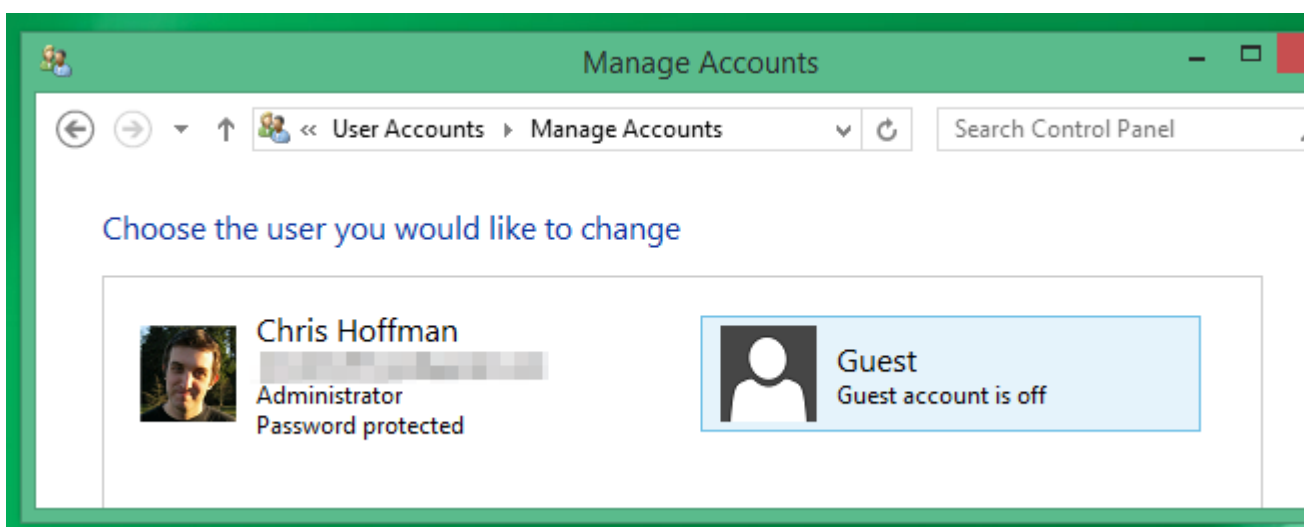 Manage Accounts
« User Accounts Manage Accounts
Search Control Panel
Choose the user you would like to change
Chris Hoffman
Administrator
Password protected
Guest
Guest account is off